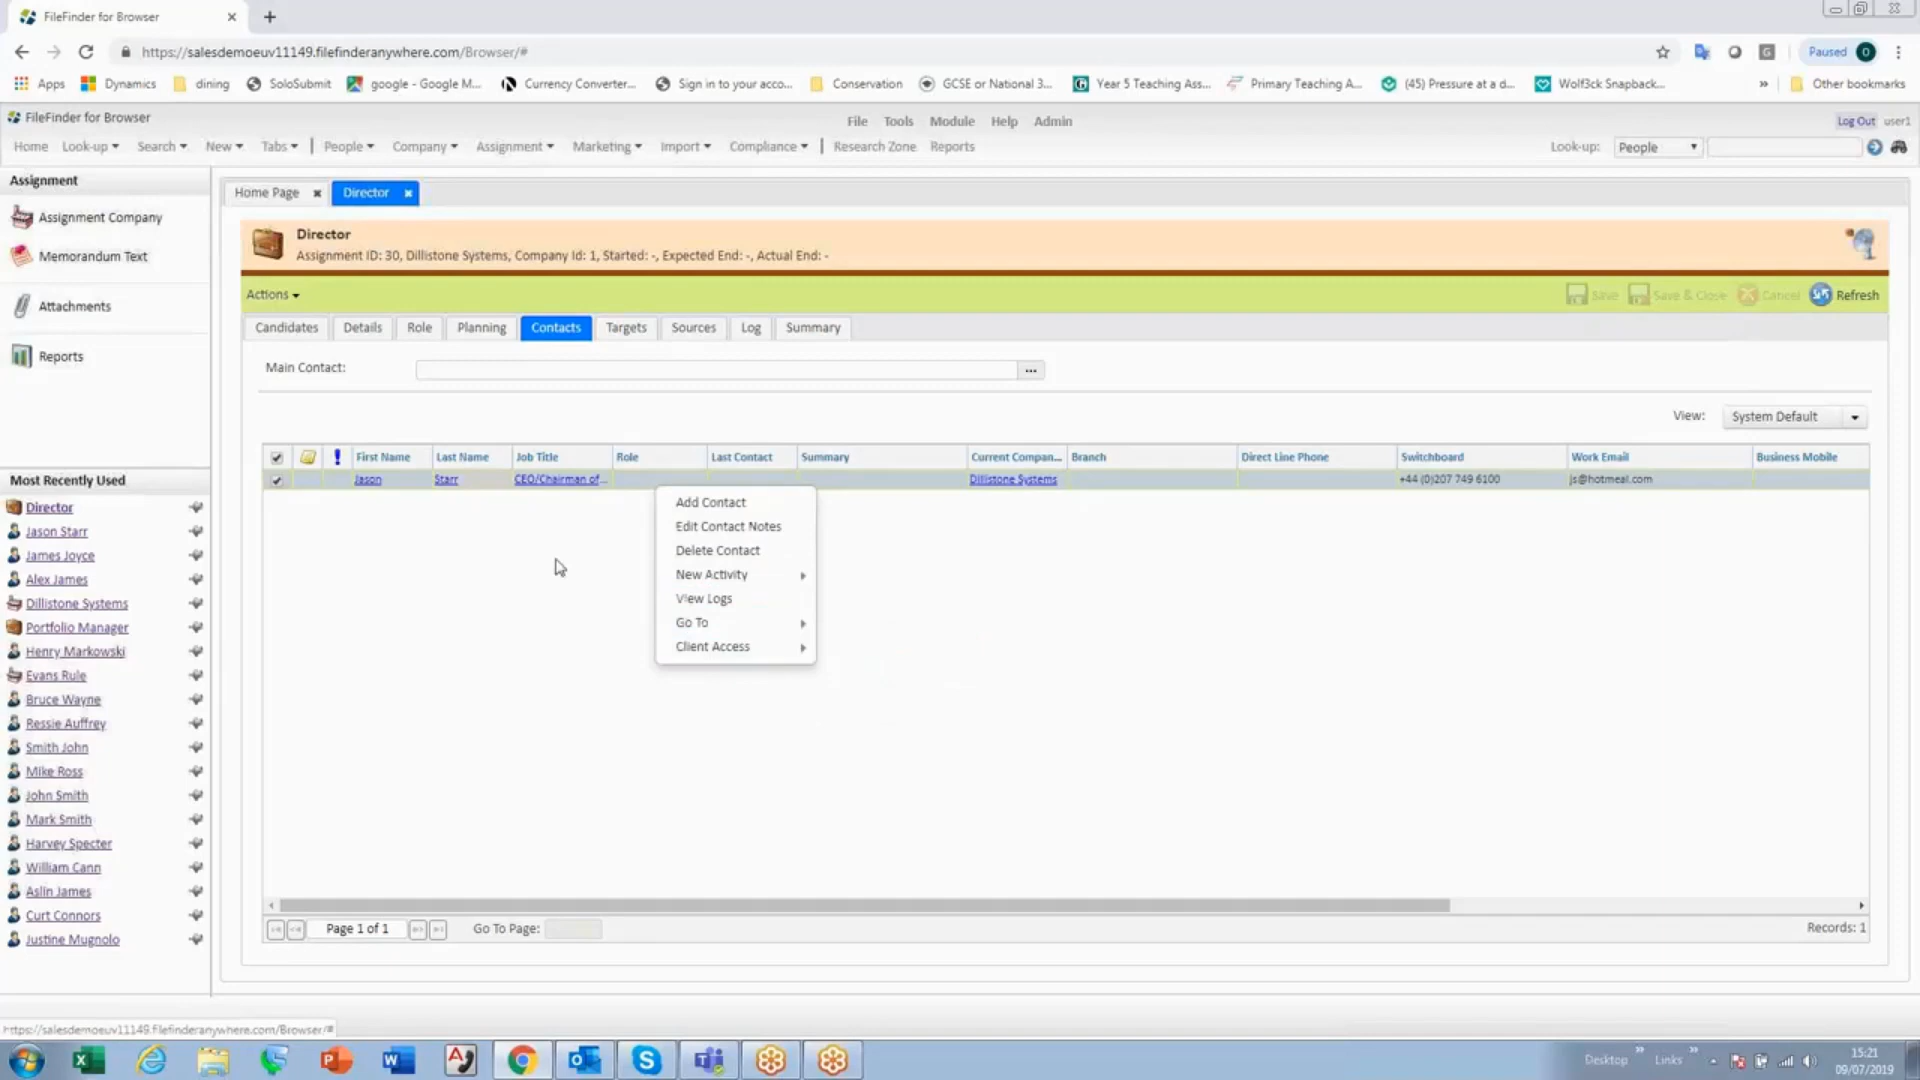 FileFinder for Browser
https://salesdemoeuv11149.filefinderanywhere.com/Browser/#
Paused O
Apps Dynamics dining SoloSubmit google - Google M... Currency Converter... Sign in to your acco... Conservation GCSE or National 3... Year 5 Teaching Ass... Primary Teaching A... (45) Pressure at a d... Wolf3ck Snapback... » Other bookmarks
FileFinder for Browser File Tools Module Help Admin Log Out user1
Home Look-up Search New Tabs People Company Assignment Marketing Import Compliance Research Zone Reports Look-up: People
Assignment
Assignment Company
Memorandum Text
Attachments
Reports
Home Page Director
Director
Assignment ID: 30, Dillistone Systems, Company Id: 1, Started: -, Expected End: -, Actual End: -
Actions Save Save & Close Cancel Refresh
Candidates Details Role Planning Contacts Targets Sources Log Summary
Main Contact: ...
View: System Default
! First Name Last Name Job Title Role Last Contact Summary Current Compan... Branch Direct Line Phone Switchboard Work Email Business Mobile
Jason Starr CEO/Chairman of... Dillistone Systems +44 (0)207 749 6100 js@hotmeal.com
Add Contact
Edit Contact Notes
Delete Contact
New Activity
View Logs
Go To
Client Access
Most Recently Used
Director
Jason Starr
James Joyce
Alex James
Dillistone Systems
Portfolio Manager
Henry Markowski
Evans Rule
Bruce Wayne
Ressie Auffrey
Smith John
Mike Ross
John Smith
Mark Smith
Harvey Specter
William Cann
Aslin James
Curt Connors
Justine Mugnolo
Page 1 of 1 Go To Page: Records: 1
https://salesdemoeuv11149.filefinderanywhere.com/Browser/#
Desktop » Links » 15:21
09/07/2019